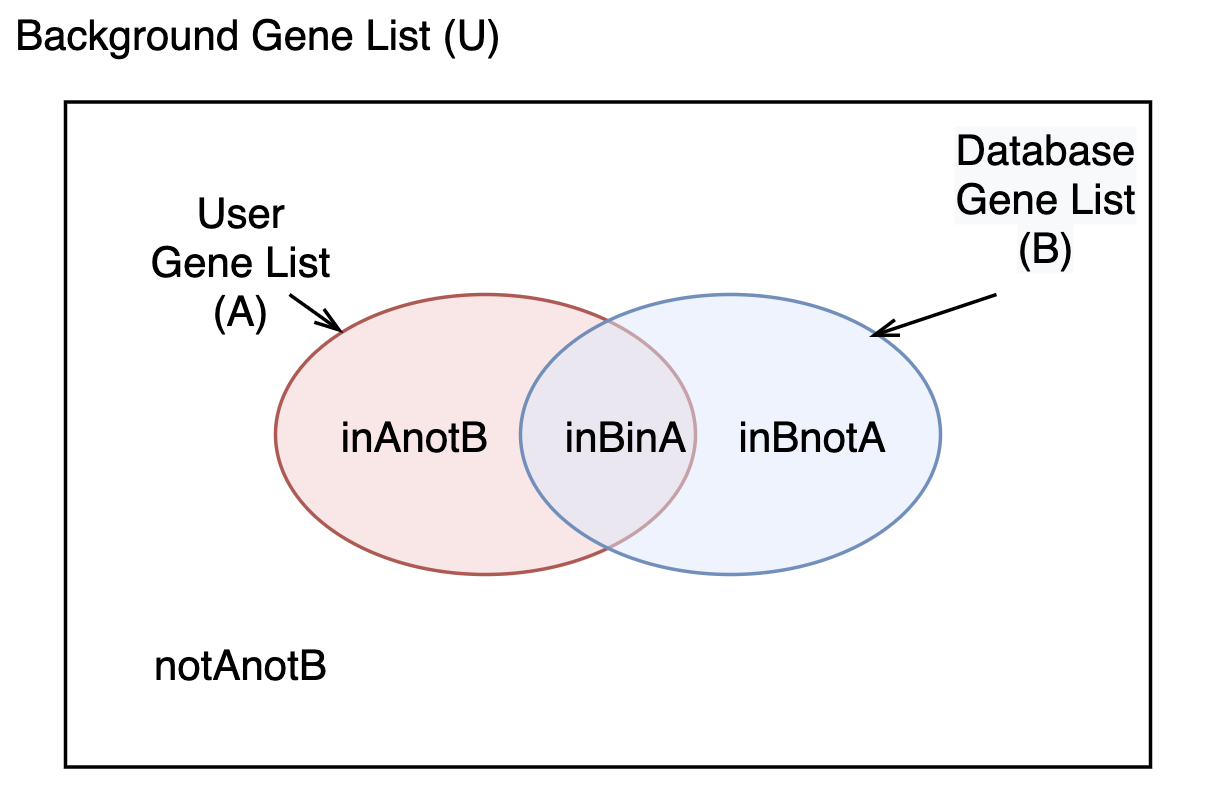 Background Gene List (U)
Database
Gene List
(B)
User
Gene List
(A)
inAnotB
inBinA
inBnotA
notAnotB